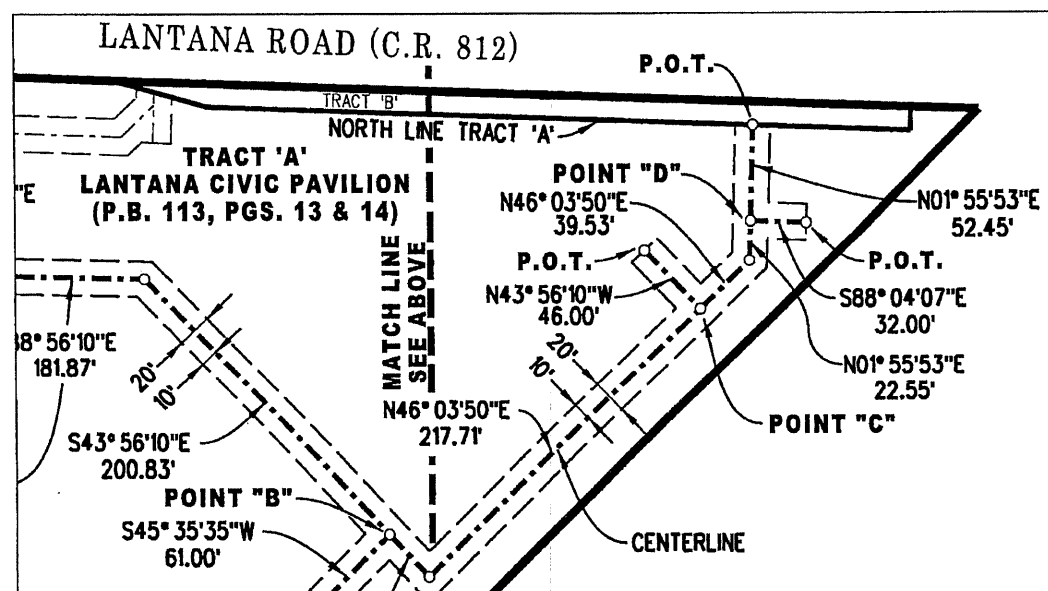 LANTANA ROAD (C.R. 812)
P.O.T.
TRACT 'B'
NORTH LINE TRACT 'A'
TRACT 'A'
LANTANA CIVIC PAVILION
(P.B. 113, PGS. 13 & 14)
"E
POINT "D"
N46° 03'50"E
39.53'
N01° 55'53"E
52.45'
P.O.T.
P.O.T.
N43° 56'10"W
46.00'
S88° 04'07"E
32.00'
MATCH LINE
SEE ABOVE
8° 56'10"E
181.87'
20'
10'
20'
10'
N01° 55'53"E
22.55'
N46° 03'50"E
217.71'
POINT "C"
S43° 56'10"E
200.83'
POINT "B"
S45° 35'35"W
61.00'
CENTERLINE